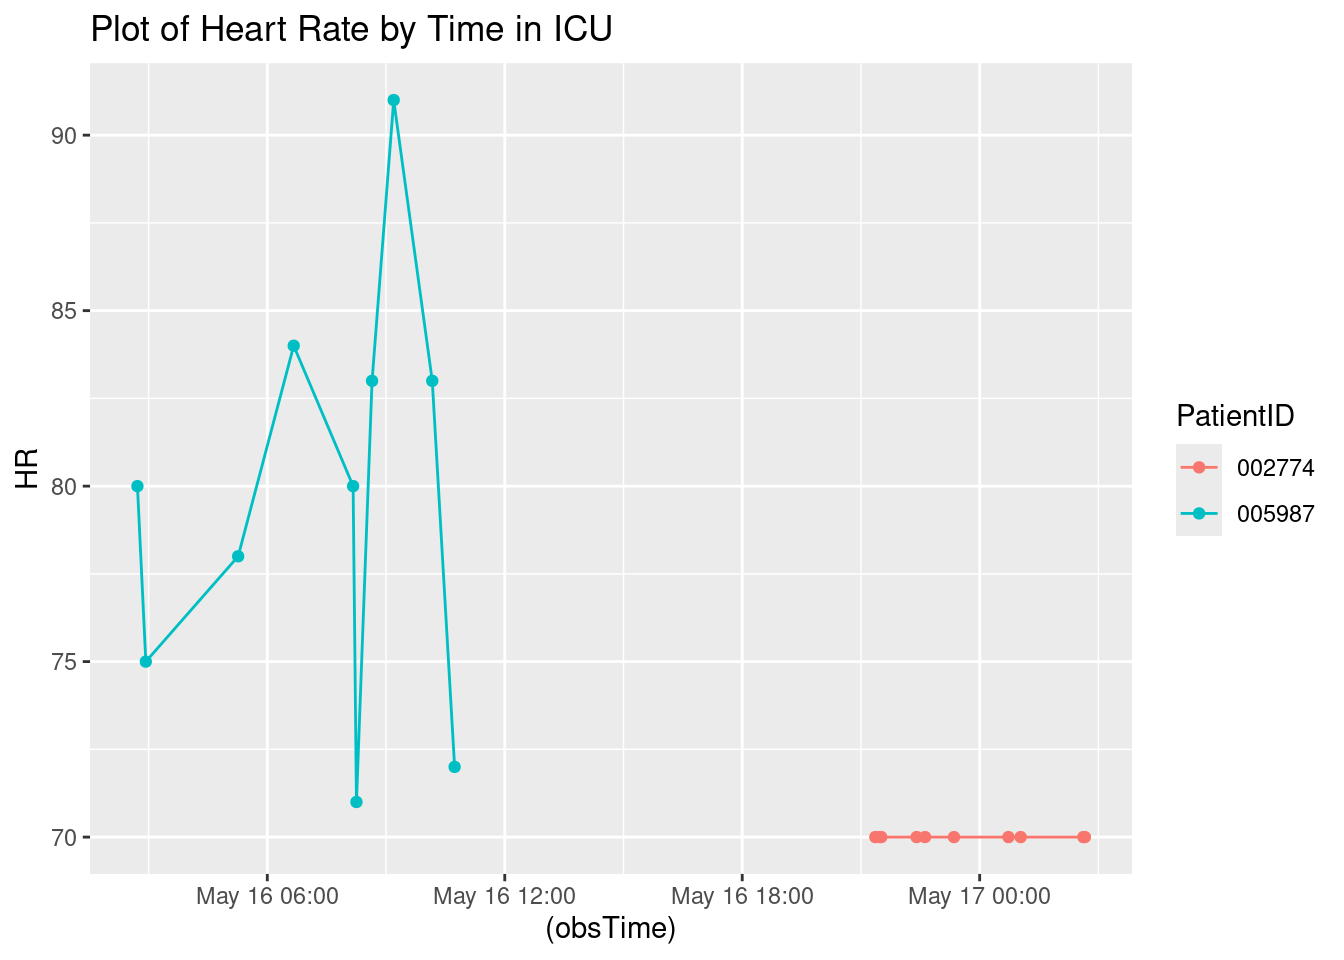 Plot of Heart Rate by Time in ICU
90
85
80
75
70
HR
May 16 06:00
May 16 12:00
May 16 18:00
May 17 00:00
(obsTime)
PatientID
002774
005987